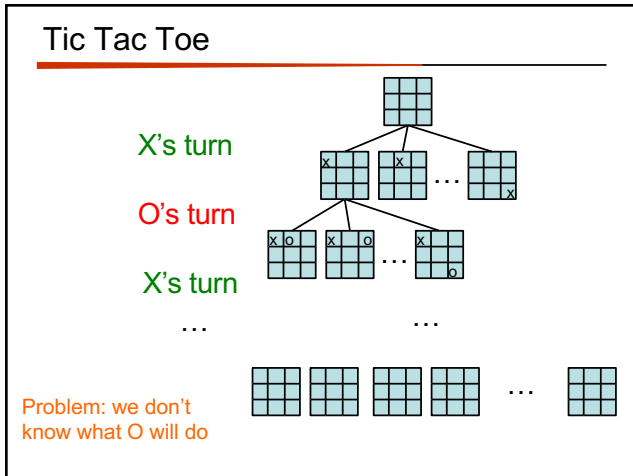 Tic Tac Toe
X’s turn
x x … x
O’s turn
x o x o … x o
X’s turn
… …
…
Problem: we don’t
know what O will do